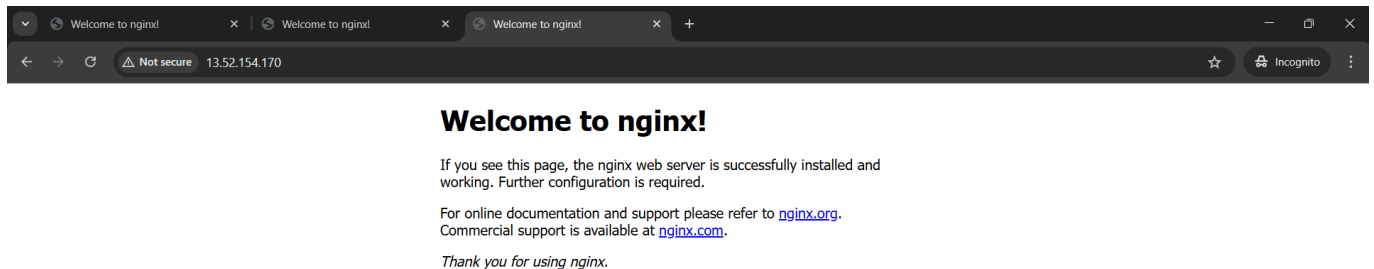 Welcome to nginx!
Welcome to nginx!
Welcome to nginx!
Not secure
13.52.154.170
Incognito
Welcome to nginx!
If you see this page, the nginx web server is successfully installed and
working. Further configuration is required.
For online documentation and support please refer to nginx.org.
Commercial support is available at nginx.com.
Thank you for using nginx.